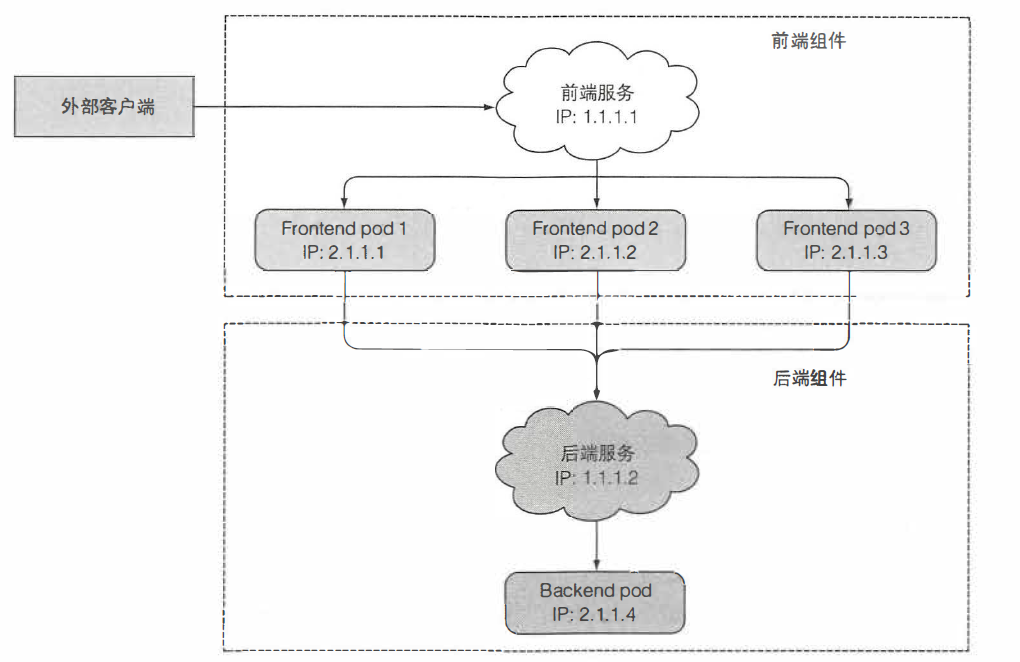 前端组件
外部客户端
前端服务
IP: 1.1.1.1
Frontend pod 1
IP: 2.1.1.1
Frontend pod 2
IP: 2.1.1.2
Frontend pod 3
IP: 2.1.1.3
后端组件
后端服务
IP: 1.1.1.2
Backend pod
IP: 2.1.1.4